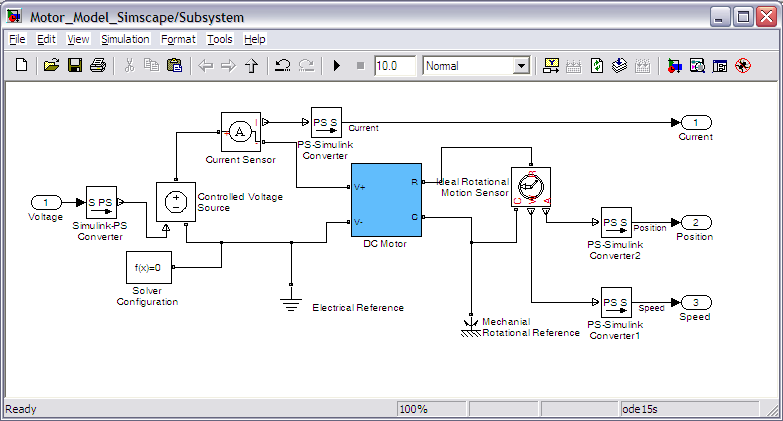 Motor_Model_Simscape/Subsystem
File Edit View Simulation Format Tools Help
10.0 Normal
PS S
Current
PS-Simulink
Converter
1
Current
I
A
Current Sensor
1
Voltage
S PS
Simulink-PS
Converter
Controlled Voltage
Source
V+
V-
R
C
DC Motor
Ideal Rotational
Motion Sensor
R
C
W
A
PS S
Position
PS-Simulink
Converter2
2
Position
f(x)=0
Solver
Configuration
Electrical Reference
Mechanial
Rotational Reference
PS S
Speed
PS-Simulink
Converter1
3
Speed
Ready 100% ode15s